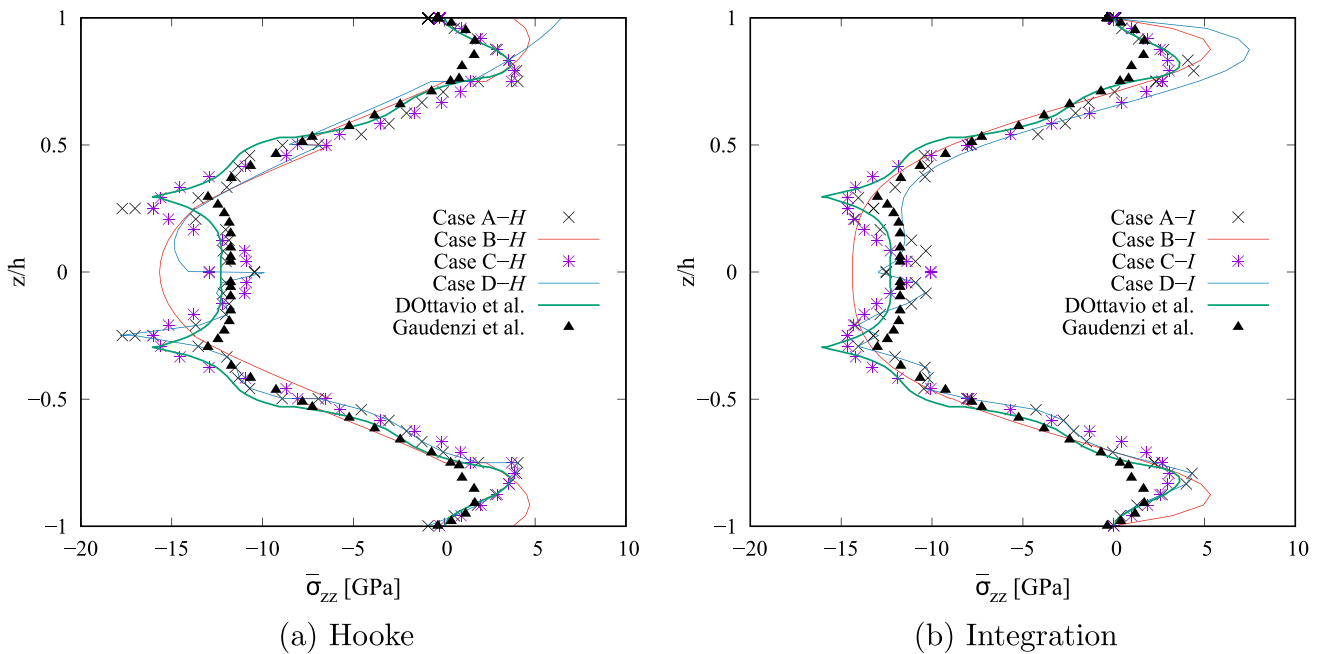 1
0.5
0
−0.5
−1
z/h
−20
−15
−10
−5
0
5
10
σ̅zz [GPa]
Case A−H
Case B−H
Case C−H
Case D−H
DOttavio et al.
Gaudenzi et al.
(a) Hooke
1
0.5
0
−0.5
−1
z/h
−20
−15
−10
−5
0
5
10
σ̅zz [GPa]
Case A−I
Case B−I
Case C−I
Case D−I
DOttavio et al.
Gaudenzi et al.
(b) Integration